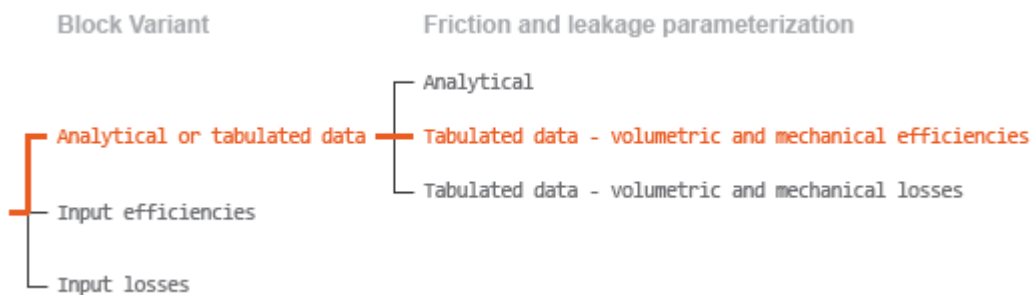 Block Variant
Friction and leakage parameterization
Analytical
Analytical or tabulated data
Tabulated data - volumetric and mechanical efficiencies
Tabulated data - volumetric and mechanical losses
Input efficiencies
Input losses